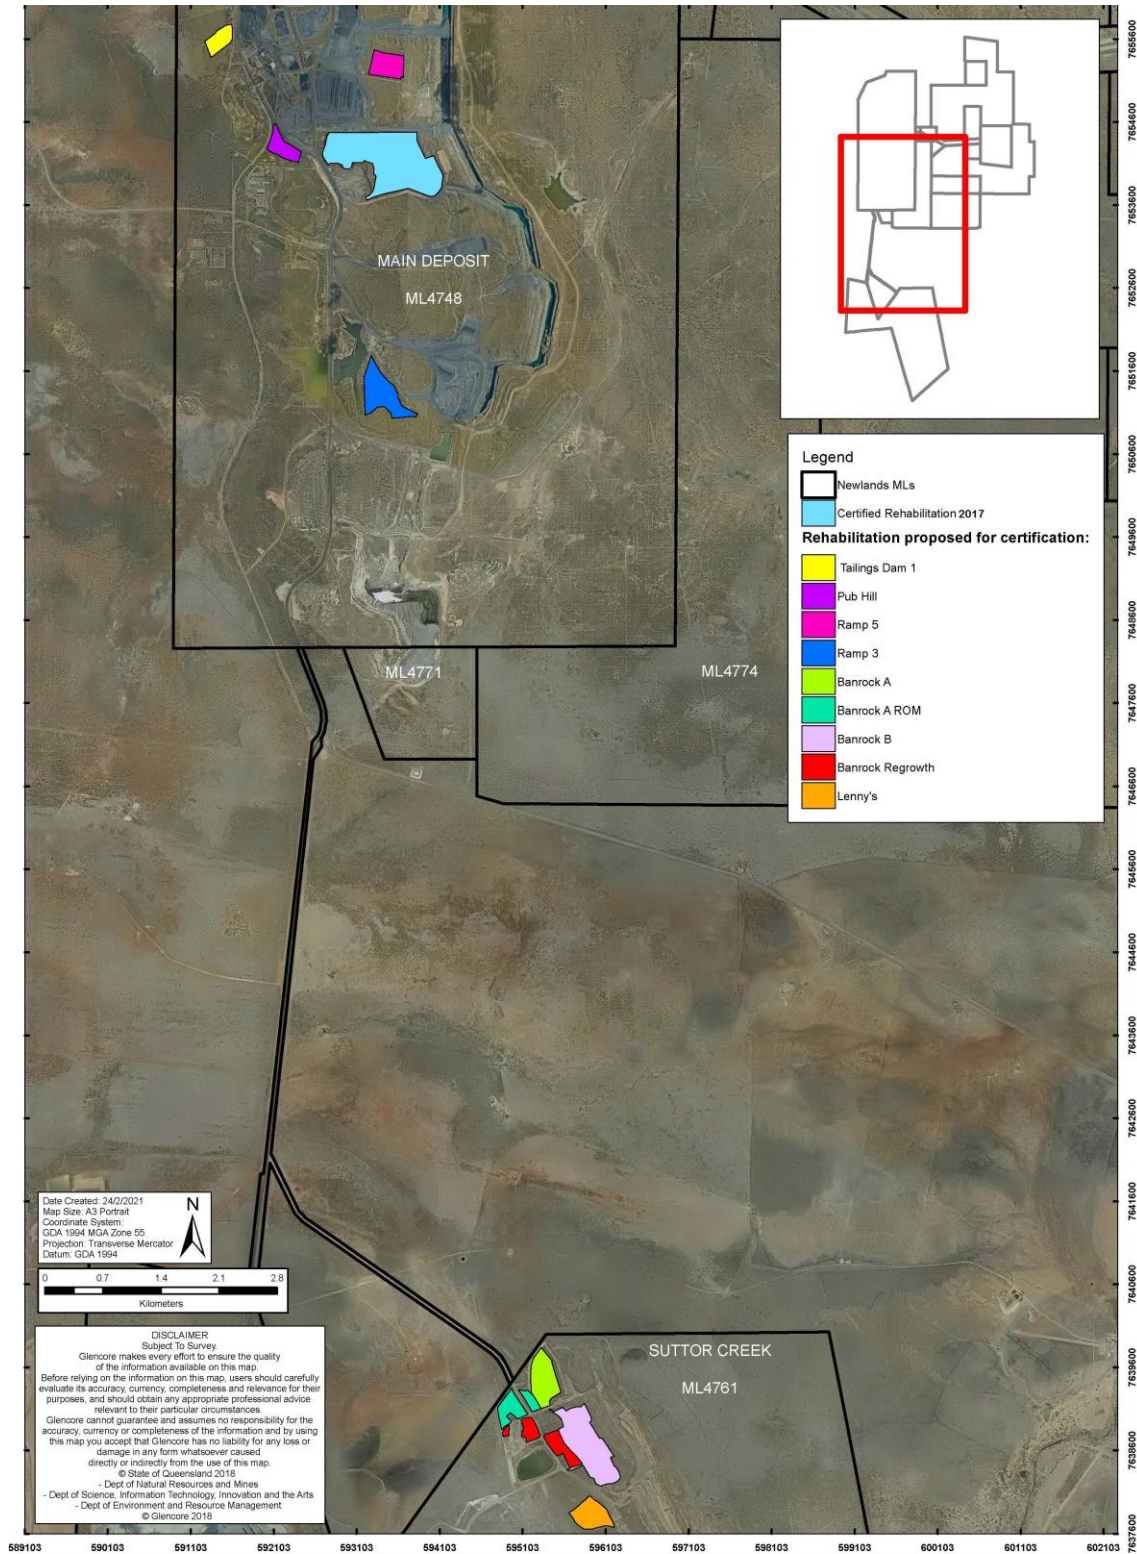 MAIN DEPOSIT
ML4748
ML4771
ML4774
SUTTOR CREEK
ML4761
Legend
Newlands MLs
Certified Rehabilitation 2017
Rehabilitation proposed for certification:
Tailings Dam 1
Pub Hill
Ramp 5
Ramp 3
Banrock A
Banrock A ROM
Banrock B
Banrock Regrowth
Lenny's
7655600
7654600
7653600
7652600
7651600
7650600
7649600
7648600
7647600
7646600
7645600
7644600
7643600
7642600
7641600
7640600
7639600
7638600
7637600
Date Created: 24/2/2021
Map Size: A3 Portrait
Coordinate System:
GDA 1994 MGA Zone 55
Projection: Transverse Mercator
Datum: GDA 1994
N
0 0.7 1.4 2.1 2.8
Kilometers
DISCLAIMER
Subject To Survey.
Glencore makes every effort to ensure the quality
of the information available on this map.
Before relying on the information on this map, users should carefully
evaluate its accuracy, currency, completeness and relevance for their
purposes, and should obtain any appropriate professional advice
relevant to their particular circumstances.
Glencore cannot guarantee and assumes no responsibility for the
accuracy, currency or completeness of the information and by using
this map you accept that Glencore has no liability for any loss or
damage in any form whatsoever caused
directly or indirectly from the use of this map.
© State of Queensland 2018
- Dept of Natural Resources and Mines
- Dept of Science, Information Technology, Innovation and the Arts
- Dept of Environment and Resource Management
© Glencore 2018
589103 590103 591103 592103 593103 594103 595103 596103 597103 598103 599103 600103 601103 602103